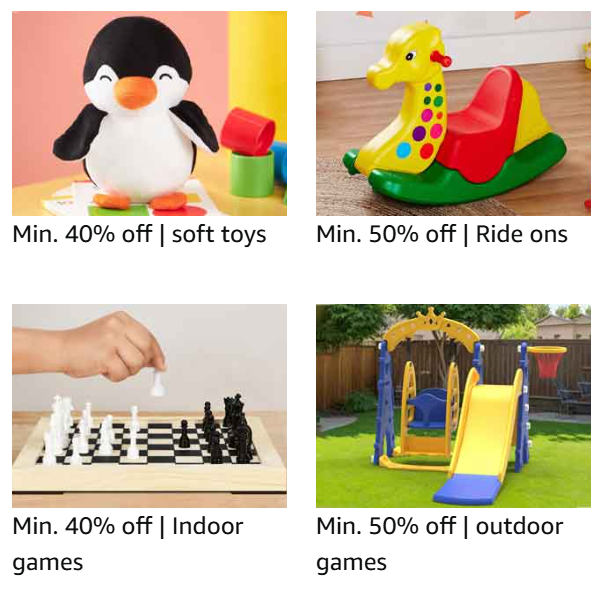 Min. 40% off | soft toys
Min. 50% off | Ride ons
Min. 40% off | Indoor
games
Min. 50% off | outdoor
games